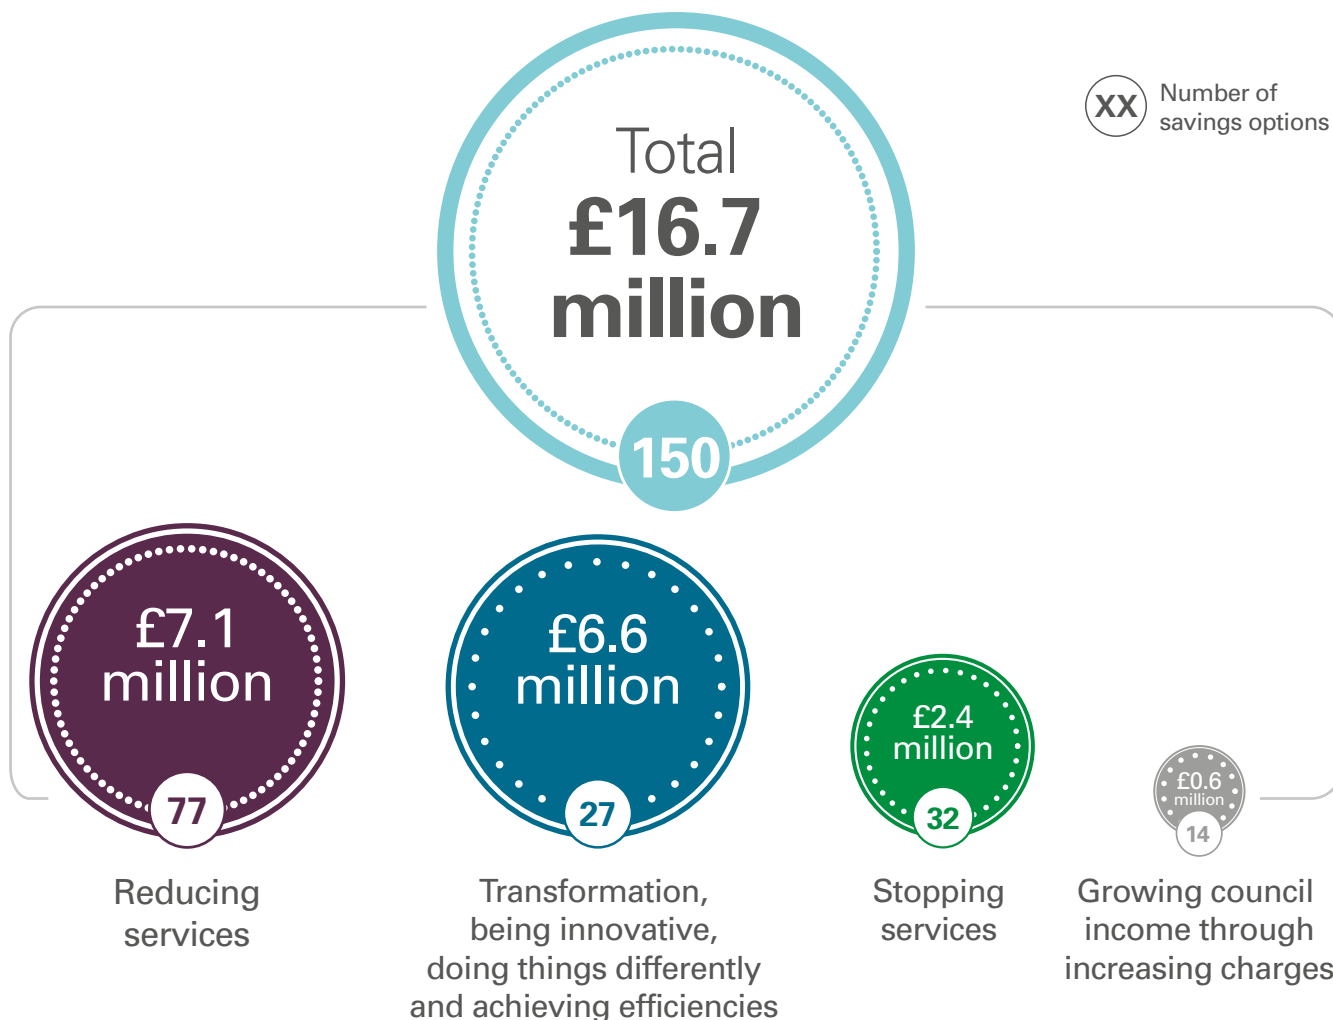 Total
£16.7
million
150
XX
Number of
savings options
£7.1
million
77
Reducing
services
£6.6
million
27
Transformation,
being innovative,
doing things differently
and achieving efficiencies
£2.4
million
32
Stopping
services
£0.6
million
14
Growing council
income through
increasing charges